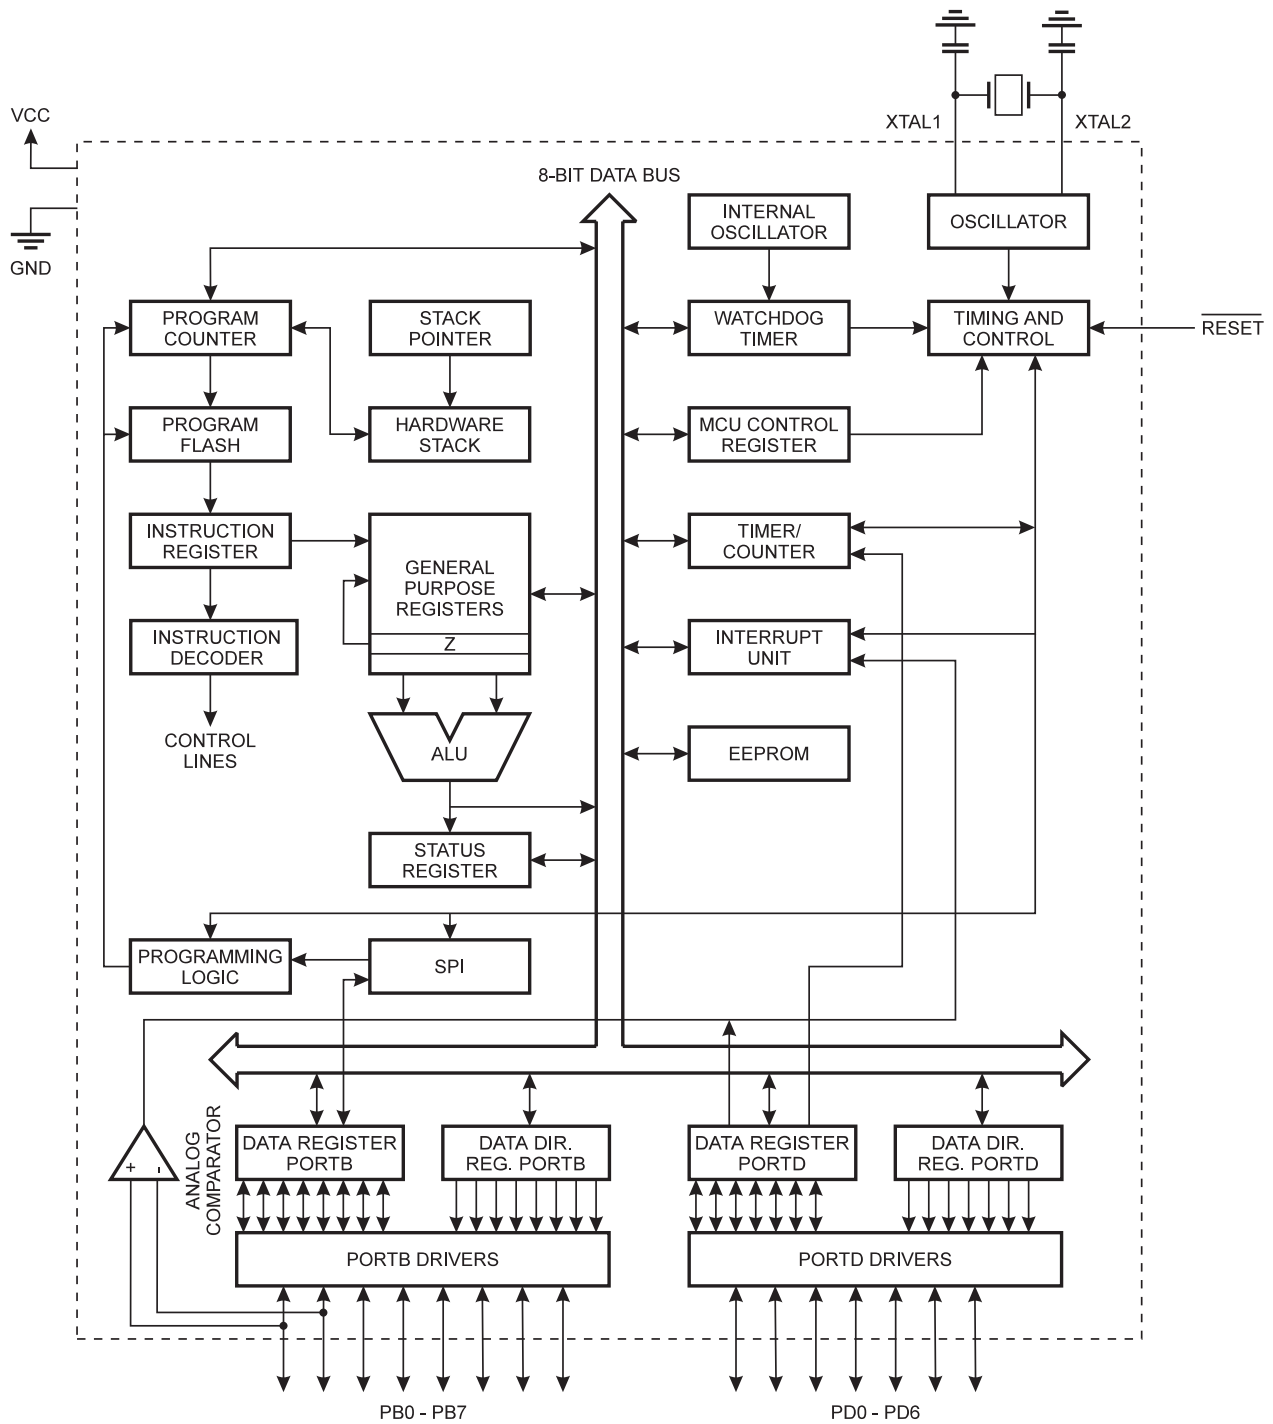 XTAL1
XTAL2
VCC
8-BIT DATA BUS
INTERNAL
OSCILLATOR
OSCILLATOR
GND
PROGRAM
COUNTER
STACK
POINTER
WATCHDOG
TIMER
TIMING AND
CONTROL
RESET
PROGRAM
FLASH
HARDWARE
STACK
MCU CONTROL
REGISTER
INSTRUCTION
REGISTER
GENERAL
PURPOSE
REGISTERS
Z
TIMER/
COUNTER
INSTRUCTION
DECODER
INTERRUPT
UNIT
CONTROL
LINES
ALU
EEPROM
STATUS
REGISTER
PROGRAMMING
LOGIC
SPI
ANALOG
COMPARATOR
+
-
DATA REGISTER
PORTB
DATA DIR.
REG. PORTB
DATA REGISTER
PORTD
DATA DIR.
REG. PORTD
PORTB DRIVERS
PORTD DRIVERS
PB0 - PB7
PD0 - PD6